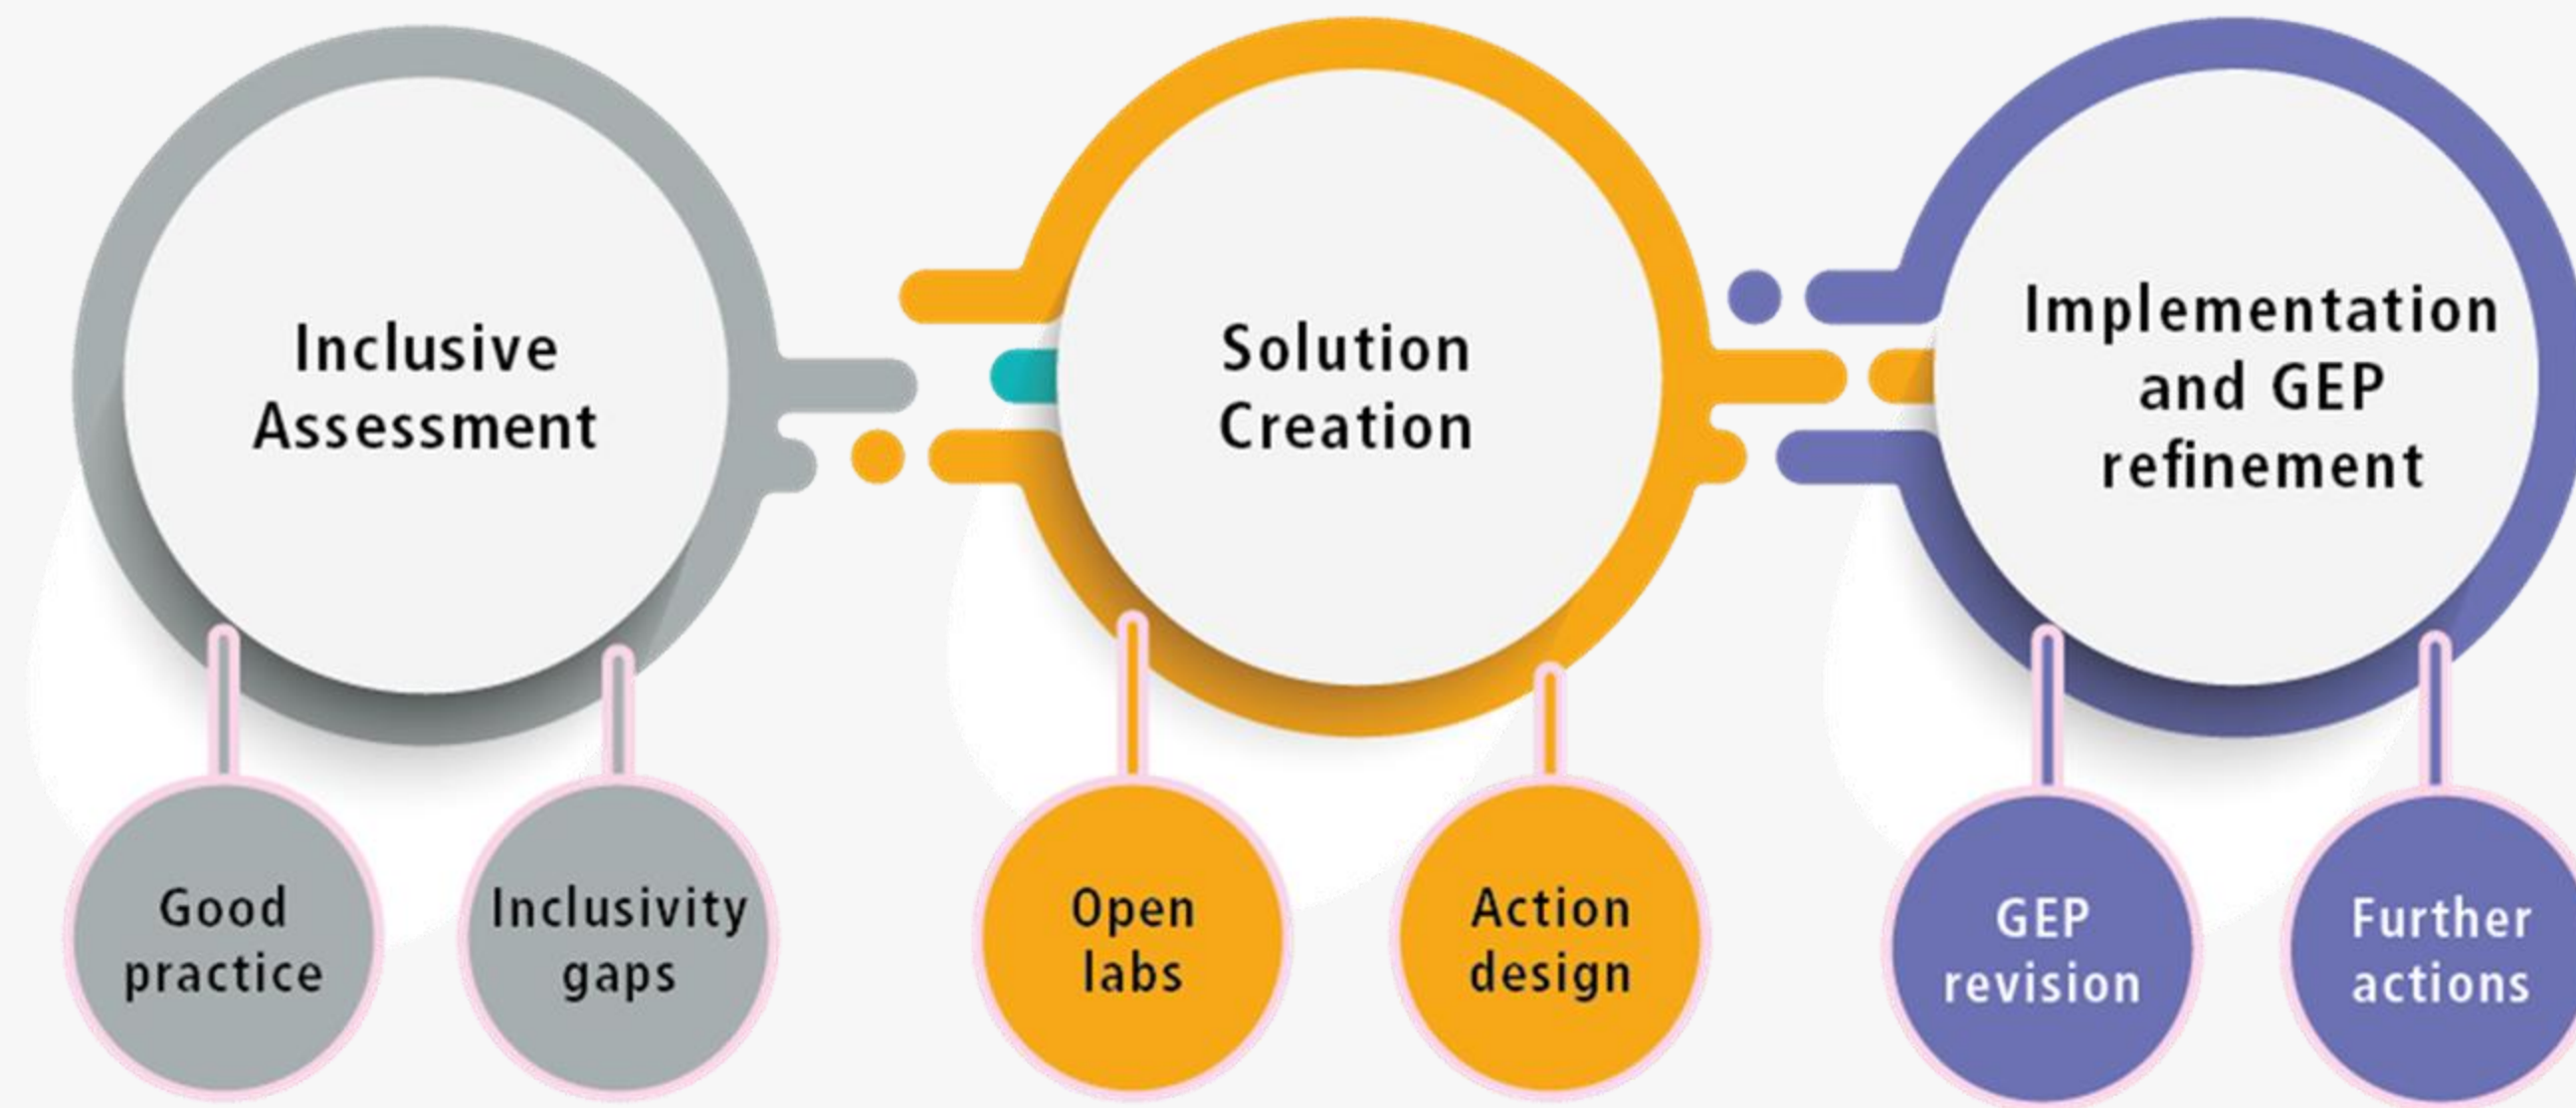 Inclusive
Assessment
Solution
Creation
Implementation
and GEP
refinement
Good
practice
Inclusivity
gaps
Open
labs
Action
design
GEP
revision
Further
actions